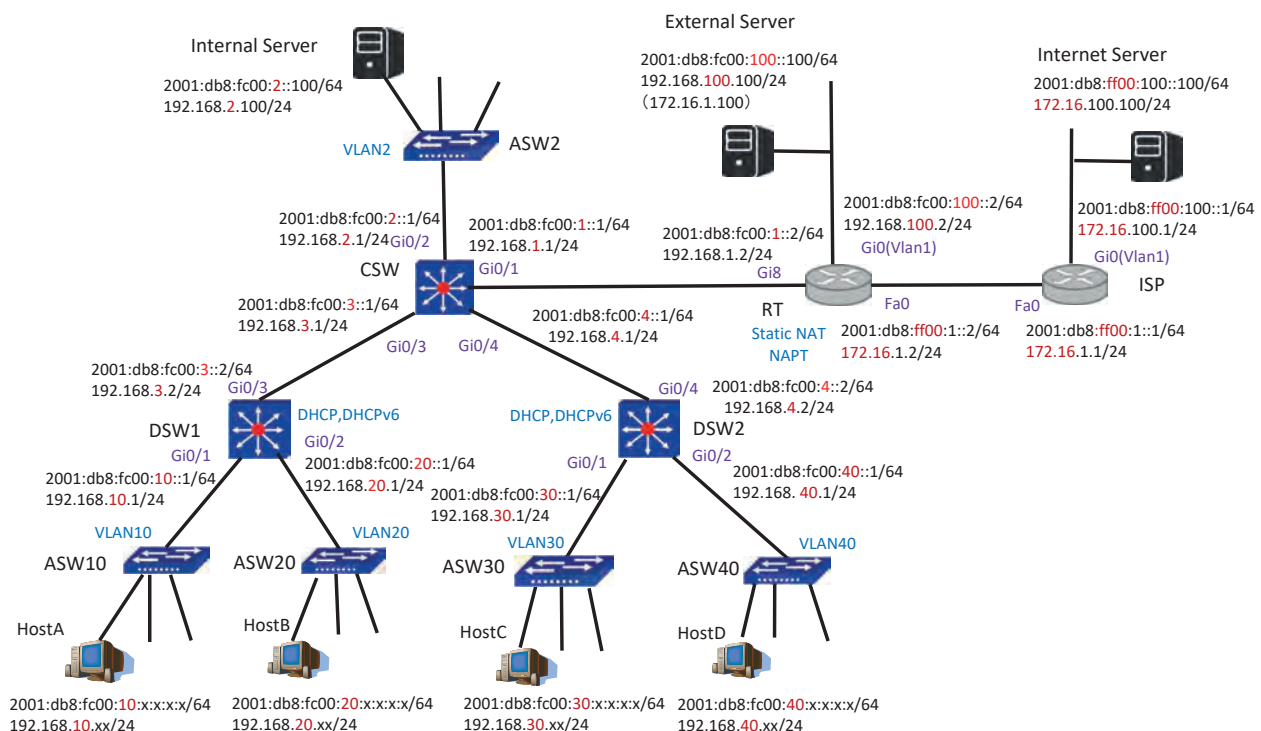 Internal Server
2001:db8:fc00:2::100/64
192.168.2.100/24
External Server
2001:db8:fc00:100::100/64
192.168.100.100/24
(172.16.1.100)
Internet Server
2001:db8:ff00:100::100/64
172.16.100.100/24
VLAN2
ASW2
2001:db8:fc00:2::1/64
192.168.2.1/24
Gi0/2
2001:db8:fc00:1::1/64
192.168.1.1/24
Gi0/1
CSW
2001:db8:fc00:1::2/64
192.168.1.2/24
Gi8
2001:db8:fc00:100::2/64
192.168.100.2/24
Gi0(Vlan1)
2001:db8:ff00:100::1/64
172.16.100.1/24
Gi0(Vlan1)
RT
Static NAT
NAPT
Fa0
2001:db8:ff00:1::2/64
172.16.1.2/24
ISP
Fa0
2001:db8:ff00:1::1/64
172.16.1.1/24
2001:db8:fc00:3::1/64
192.168.3.1/24
Gi0/3
2001:db8:fc00:4::1/64
192.168.4.1/24
Gi0/4
2001:db8:fc00:3::2/64
192.168.3.2/24
Gi0/3
DHCP,DHCPv6
DSW1
Gi0/1
Gi0/2
2001:db8:fc00:4::2/64
192.168.4.2/24
Gi0/4
DHCP,DHCPv6
DSW2
Gi0/1
Gi0/2
2001:db8:fc00:10::1/64
192.168.10.1/24
2001:db8:fc00:20::1/64
192.168.20.1/24
2001:db8:fc00:30::1/64
192.168.30.1/24
2001:db8:fc00:40::1/64
192.168. 40.1/24
VLAN10
ASW10
VLAN20
ASW20
VLAN30
ASW30
VLAN40
ASW40
HostA
HostB
HostC
HostD
2001:db8:fc00:10:x:x:x:x/64
192.168.10.xx/24
2001:db8:fc00:20:x:x:x:x/64
192.168.20.xx/24
2001:db8:fc00:30:x:x:x:x/64
192.168.30.xx/24
2001:db8:fc00:40:x:x:x:x/64
192.168.40.xx/24